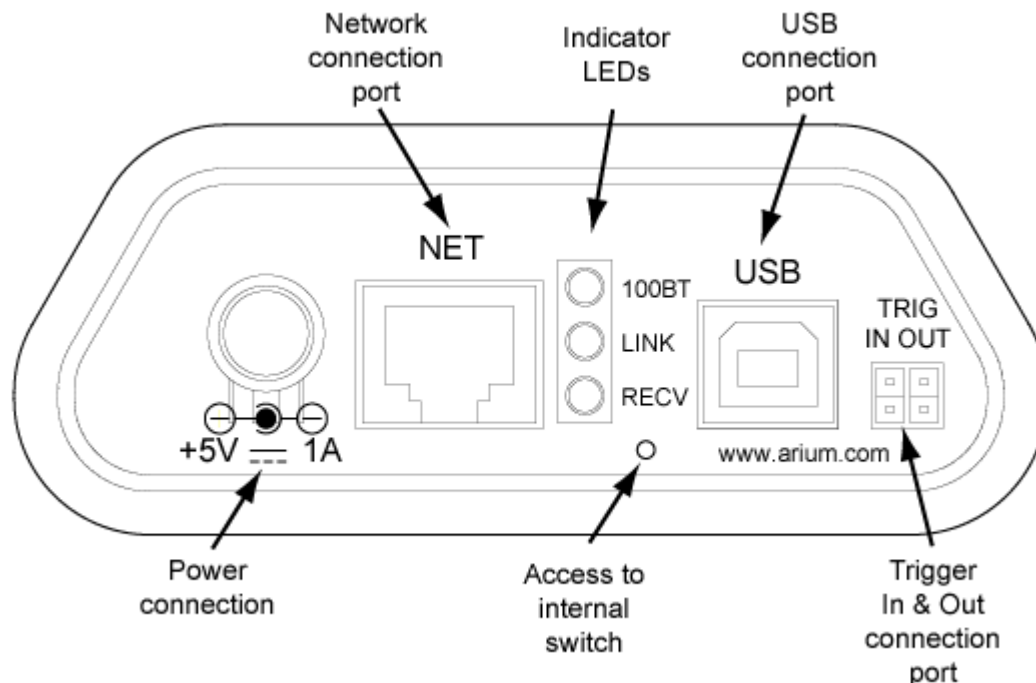 Network
connection
port
Indicator
LEDs
USB
connection
port
NET
100BT
LINK
RECV
USB
TRIG
IN OUT
+5V 1A
www.arium.com
Power
connection
Access to
internal
switch
Trigger
In & Out
connection
port